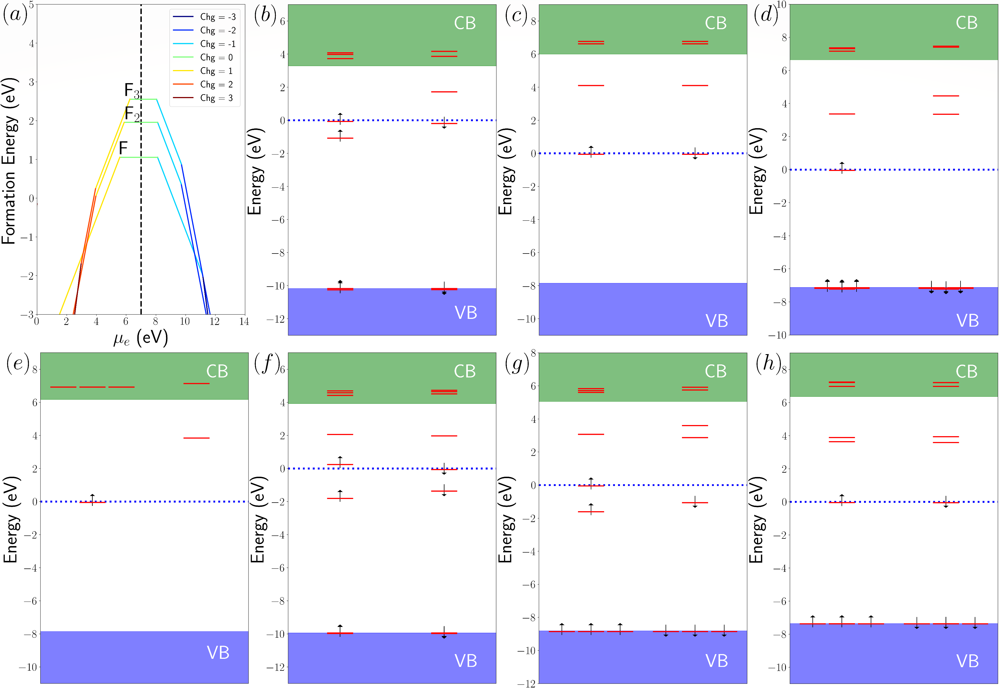 (a)
5
4
3
2
1
0
−1
−2
−3
0 2 4 6 8 10 12 14
Formation Energy (eV)
μₑ (eV)
Chg = -3
Chg = -2
Chg = -1
Chg = 0
Chg = 1
Chg = 2
Chg = 3
F₃
F₂
F
(b)
CB
6
4
2
0
−2
−4
−6
−8
−10
−12
Energy (eV)
VB
(c)
CB
8
6
4
2
0
−2
−4
−6
−8
−10
Energy (eV)
VB
(d)
CB
10
8
6
4
2
0
−2
−4
−6
−8
−10
Energy (eV)
VB
(e)
CB
8
6
4
2
0
−2
−4
−6
−8
−10
Energy (eV)
VB
(f)
CB
6
4
2
0
−2
−4
−6
−8
−10
−12
Energy (eV)
VB
(g)
CB
8
6
4
2
0
−2
−4
−6
−8
−10
−12
Energy (eV)
VB
(h)
CB
8
6
4
2
0
−2
−4
−6
−8
−10
Energy (eV)
VB